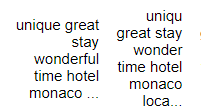 unique great
stay
wonderful
time hotel
monaco ...
uniqu
great stay
wonder
time hotel
monaco
loca...